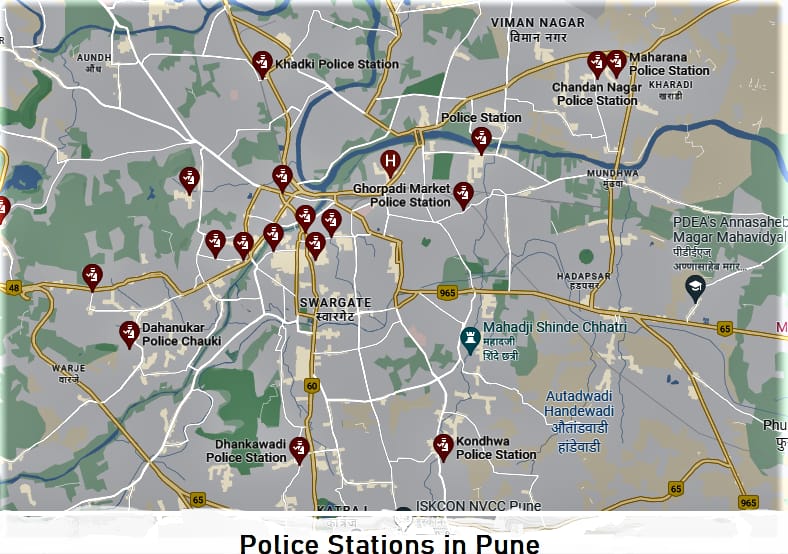 VIMAN NAGAR
विमान नगर
AUNDH
औंध
Khadki Police Station
Maharana
Police Station
Chandan Nagar
Police Station
KHARADI
खराडी
Police Station
Ghorpadi Market
Police Station
H
MUNDHWA
मुंढवा
PDEA's Annasaheb
Magar Mahavidyal
पीडीईएज्
अण्णासाहेब मगर...
HADAPSAR
हडपसर
48
965
SWARGATE
स्वारगेट
Mahadji Shinde Chhatri
महादजी
शिंदे छत्री
65
M
Dahanukar
Police Chauki
WARJE
वारजे
60
Autadwadi
Handewadi
औतांडवाडी
हांडेवाडी
Phu
Dhankawadi
Police Station
Kondhwa
Police Station
65
65
965
KATRAJ
ISKCON NVCC Pune
Police Stations in Pune